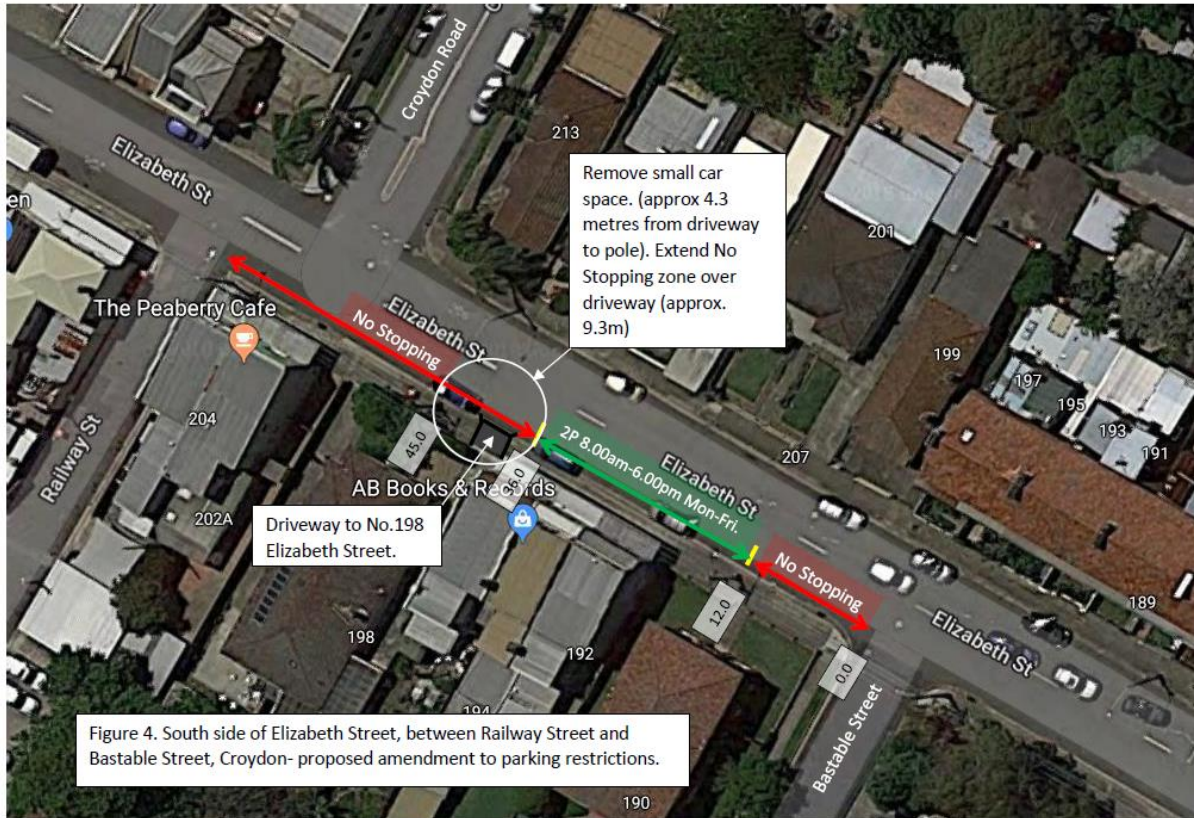 Croydon Road
Elizabeth St
213
Remove small car
space. (approx 4.3
metres from driveway
to pole). Extend No
Stopping zone over
driveway (approx.
9.3m)
201
en
The Peaberry Cafe
No Stopping
Elizabeth St
199
197
195
193
191
204
45.0
2P 8.00am-6.00pm Mon-Fri.
Elizabeth St
207
Railway St
AB Books & Records
202A
Driveway to No.198
Elizabeth Street.
No Stopping
189
12.0
Elizabeth St
198
192
0.0
194
Bastable Street
Figure 4. South side of Elizabeth Street, between Railway Street and
Bastable Street, Croydon- proposed amendment to parking restrictions.
190